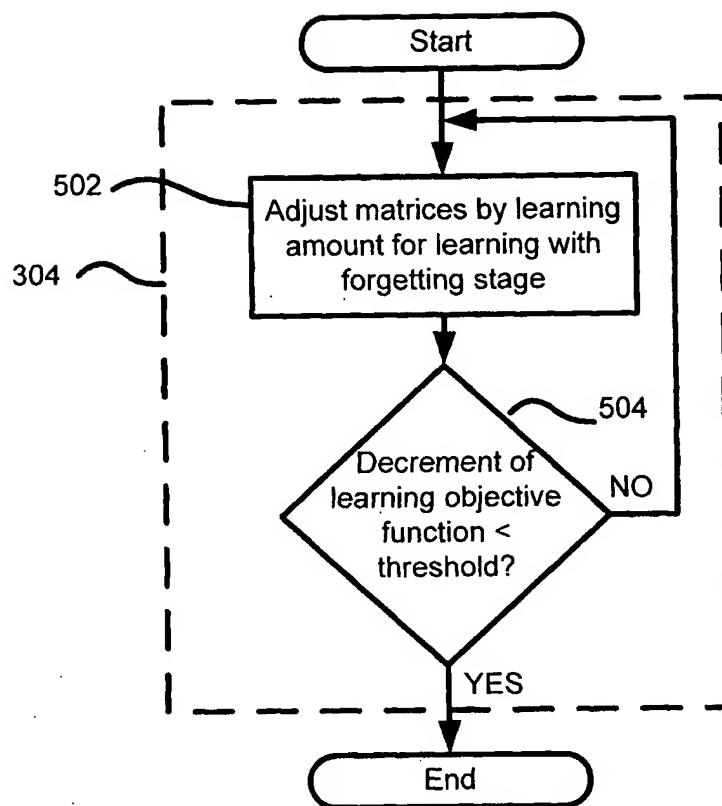 Start
502
Adjust matrices by learning
amount for learning with
forgetting stage
304
504
Decrement of
learning objective
function <
threshold?
NO
YES
End